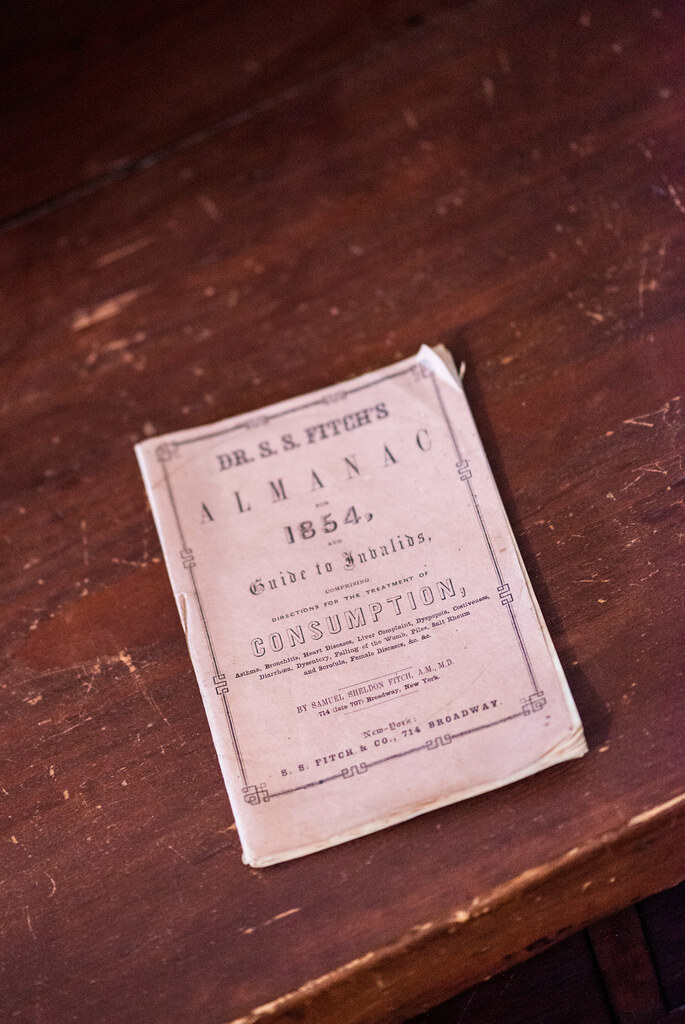 DR. S. S. FITCH'S
ALMANAC
FOR
1854,
AND
Guide to Invalids,
COMPRISING
DIRECTIONS FOR THE TREATMENT OF
CONSUMPTION,
Asthma, Bronchitis, Heart Diseases, Liver Complaint, Dyspepsia, Costiveness,
Diarrhœa, Dysentery, Falling of the Womb, Piles, Salt Rheum
and Scrofula, Female Diseases, &c. &c.
BY SAMUEL SHELDON FITCH, A.M., M.D.
714 (late 707) Broadway, New York.
New-York:
S. S. FITCH & CO., 714 BROADWAY.